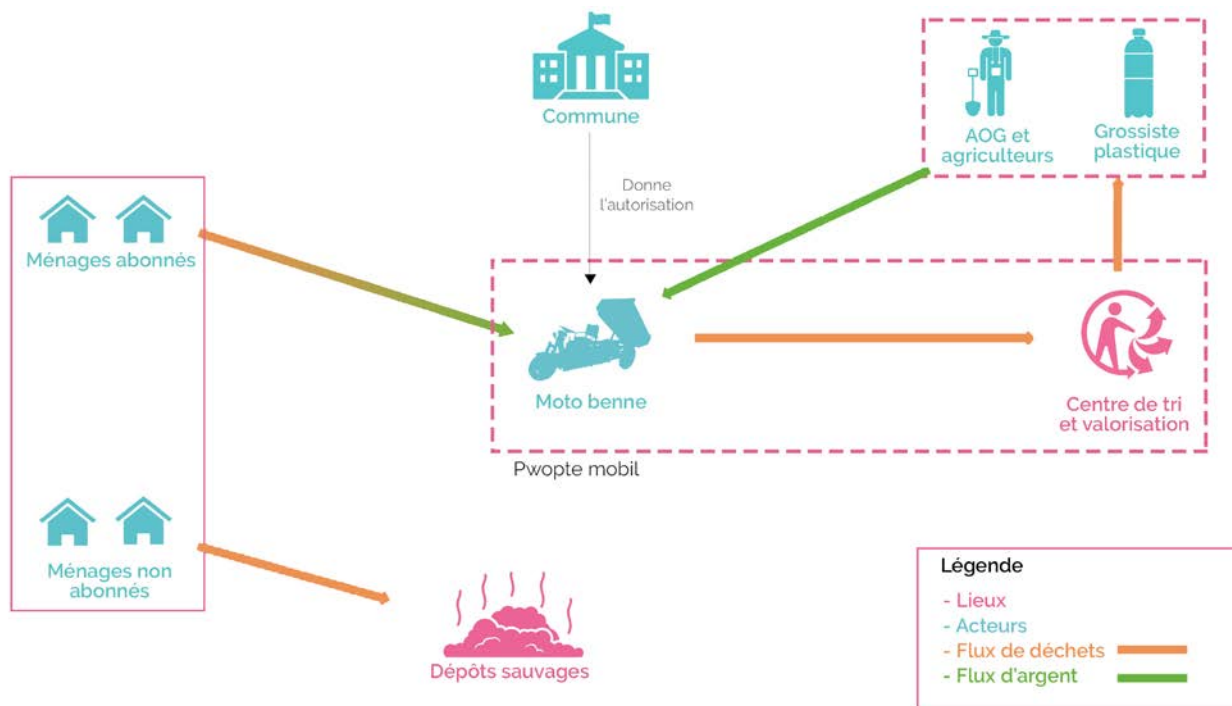 Commune
AOG et
agriculteurs
Grossiste
plastique
Donne
l'autorisation
Ménages abonnés
Moto benne
Centre de tri
et valorisation
Pwopte mobil
Ménages non
abonnés
Dépôts sauvages
Légende
- Lieux
- Acteurs
- Flux de déchets
- Flux d'argent